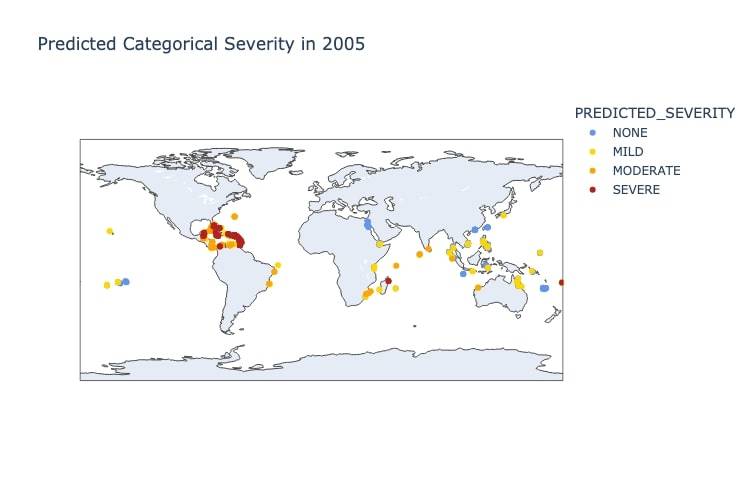 Predicted Categorical Severity in 2005
PREDICTED_SEVERITY
NONE
MILD
MODERATE
SEVERE